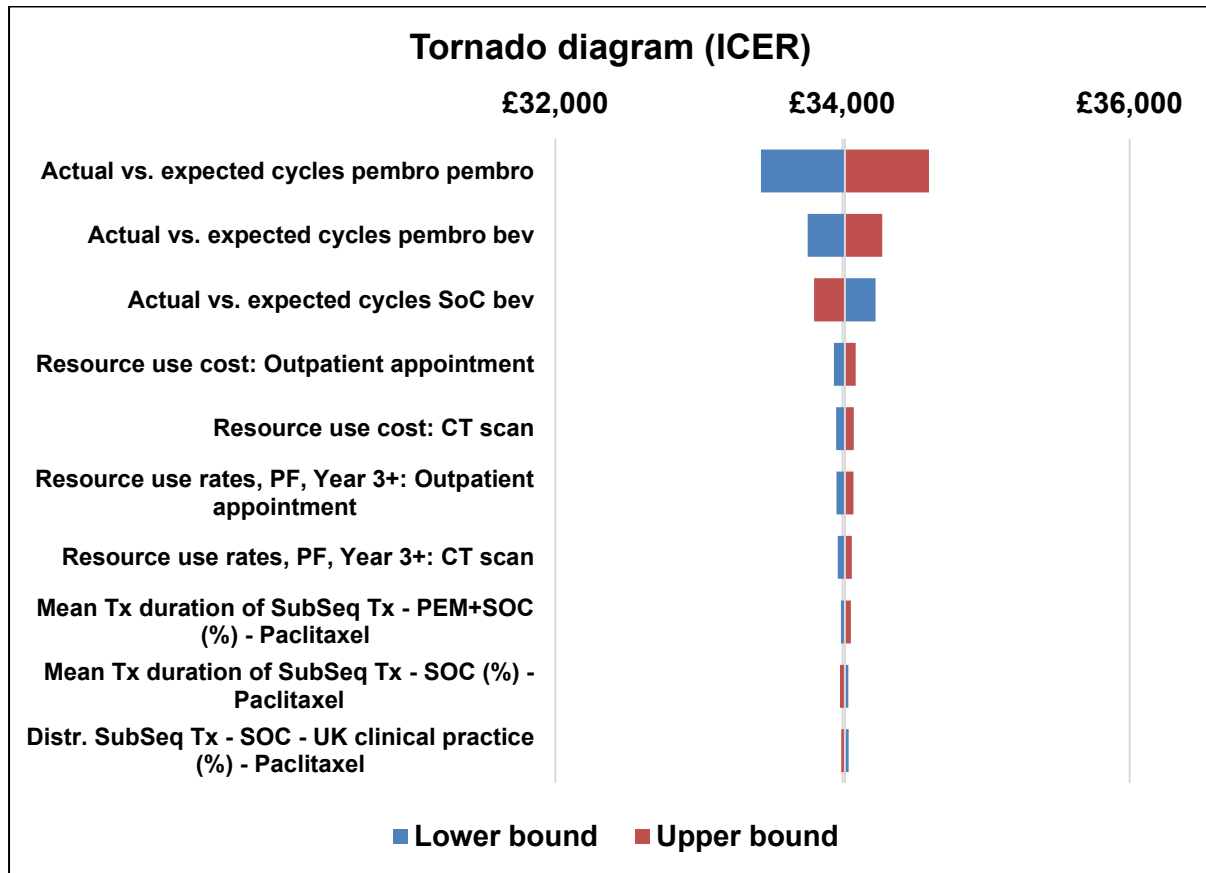 Tornado diagram (ICER)
£32,000 £34,000 £36,000
Actual vs. expected cycles pembro pembro
Actual vs. expected cycles pembro bev
Actual vs. expected cycles SoC bev
Resource use cost: Outpatient appointment
Resource use cost: CT scan
Resource use rates, PF, Year 3+: Outpatient
appointment
Resource use rates, PF, Year 3+: CT scan
Mean Tx duration of SubSeq Tx - PEM+SOC
(%) - Paclitaxel
Mean Tx duration of SubSeq Tx - SOC (%) -
Paclitaxel
Distr. SubSeq Tx - SOC - UK clinical practice
(%) - Paclitaxel
Lower bound Upper bound